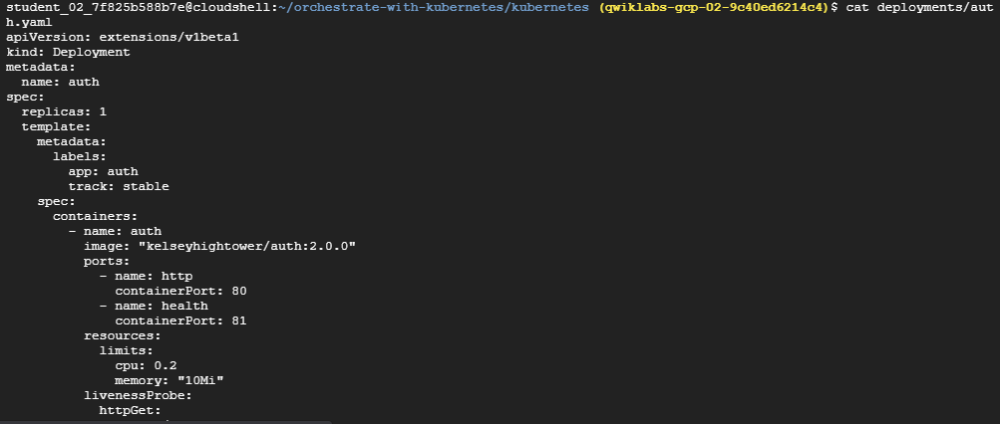 student_02_7f825b588b7e@cloudshell:~/orchestrate-with-kubernetes/kubernetes (qwiklabs-gcp-02-9c40ed6214c4)$ cat deployments/aut
h.yaml
apiVersion: extensions/v1beta1
kind: Deployment
metadata:
  name: auth
spec:
  replicas: 1
  template:
    metadata:
      labels:
        app: auth
        track: stable
    spec:
      containers:
        - name: auth
          image: "kelseyhightower/auth:2.0.0"
          ports:
            - name: http
              containerPort: 80
            - name: health
              containerPort: 81
          resources:
            limits:
              cpu: 0.2
              memory: "10Mi"
          livenessProbe:
            httpGet: